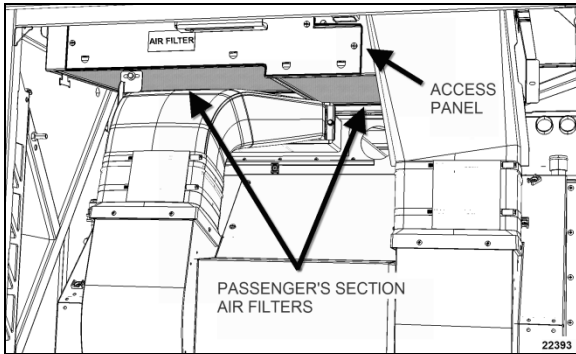 AIR FILTER
ACCESS
PANEL
PASSENGER'S SECTION
AIR FILTERS
22393